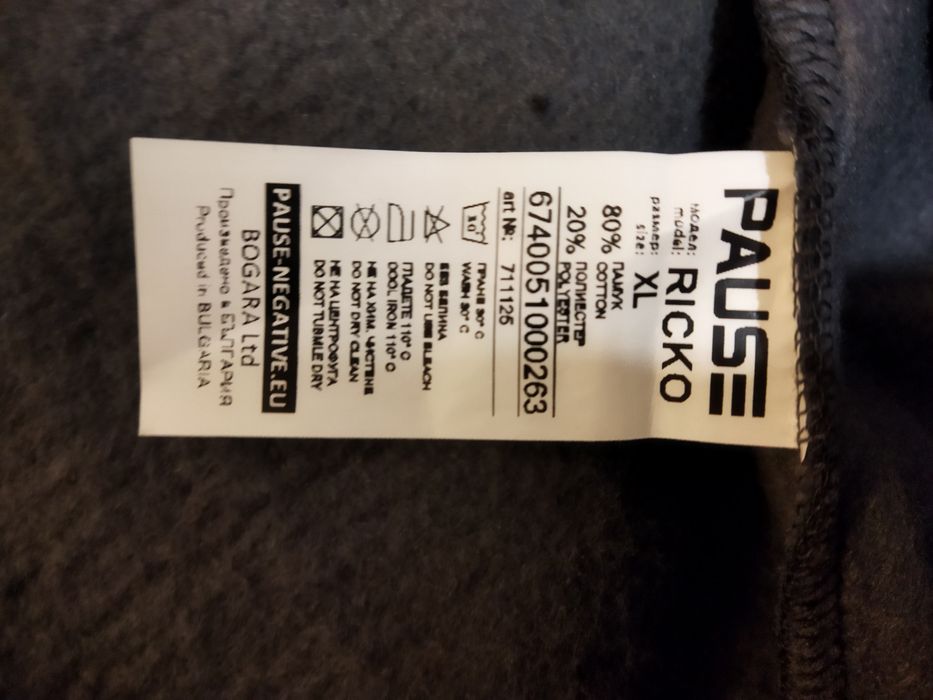 PAUSE
модел:
model: RICKO
размер:
size: XL
80% ПАМУК
COTTON
20% ПОЛИЕСТЕР
POLYESTER
6740051000263
art №: 711125
30
ПРАНЕ 30° C
WASH 30° C
БЕЗ БЕЛИНА
DO NOT USE BLEACH
ГЛАДЕТЕ 110° C
COOL IRON 110° C
НЕ НА ХИМ. ЧИСТЕНЕ
DO NOT DRY CLEAN
НЕ НА ЦЕНТРОФУГА
DO NOT TUMBLE DRY
PAUSE-NEGATIVE.EU
BOGARA Ltd
Произведено в БЪЛГАРИЯ
Produced in BULGARIA